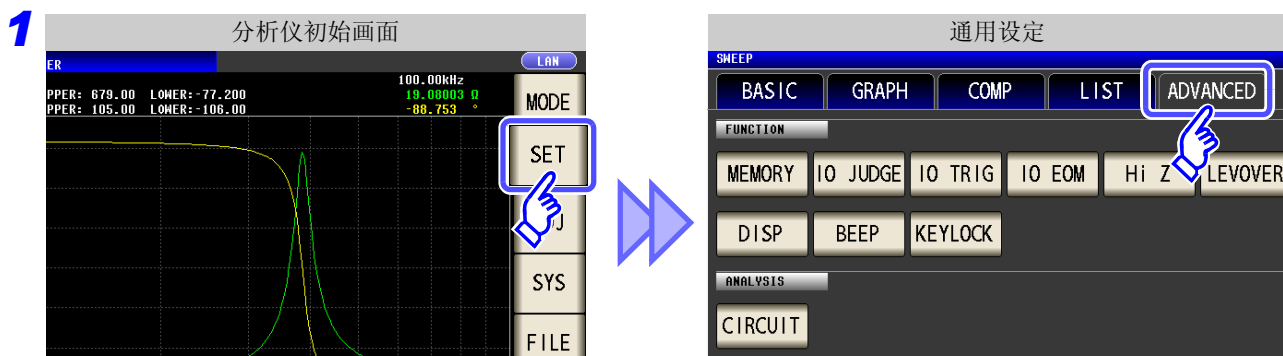 1
分析仪初始画面
ER
LAN
100.00kHz
PPER: 679.00 LOWER:-77.200 19.08003 Ω
PPER: 105.00 LOWER:-106.00 -88.753 °
MODE
SET
J
SYS
FILE
通用设定
SWEEP
BASIC GRAPH COMP LIST ADVANCED
FUNCTION
MEMORY IO JUDGE IO TRIG IO EOM Hi Z LEVOVER
DISP BEEP KEYLOCK
ANALYSIS
CIRCUIT